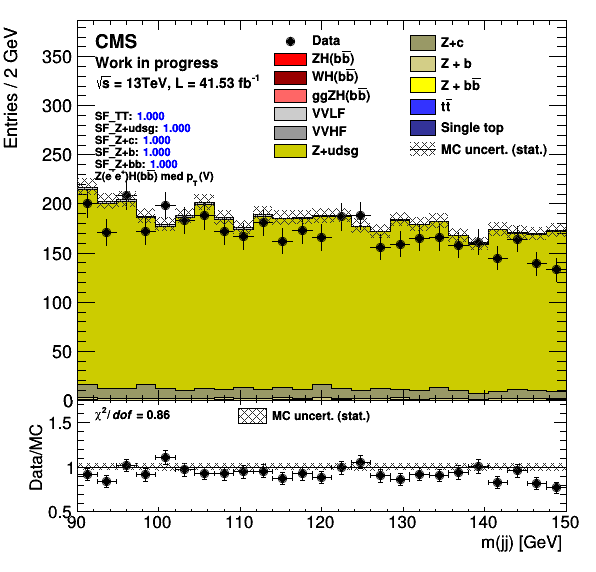 CMS
Work in progress
√s = 13TeV, L = 41.53 fb⁻¹
SF_TT: 1.000
SF_Z+udsg: 1.000
SF_Z+c: 1.000
SF_Z+b: 1.000
SF_Z+bb: 1.000
Z(e⁻e⁺)H(bb̅) med p_T(V)
Data
ZH(bb̅)
WH(bb̅)
ggZH(bb̅)
VVLF
VVHF
Z+udsg
Z+c
Z + b
Z + bb̅
tt̅
Single top
MC uncert. (stat.)
Entries / 2 GeV
350
300
250
200
150
100
50
0
χ²/dof = 0.86
MC uncert. (stat.)
Data/MC
1.5
1
0.5
90 100 110 120 130 140 150
m(jj) [GeV]